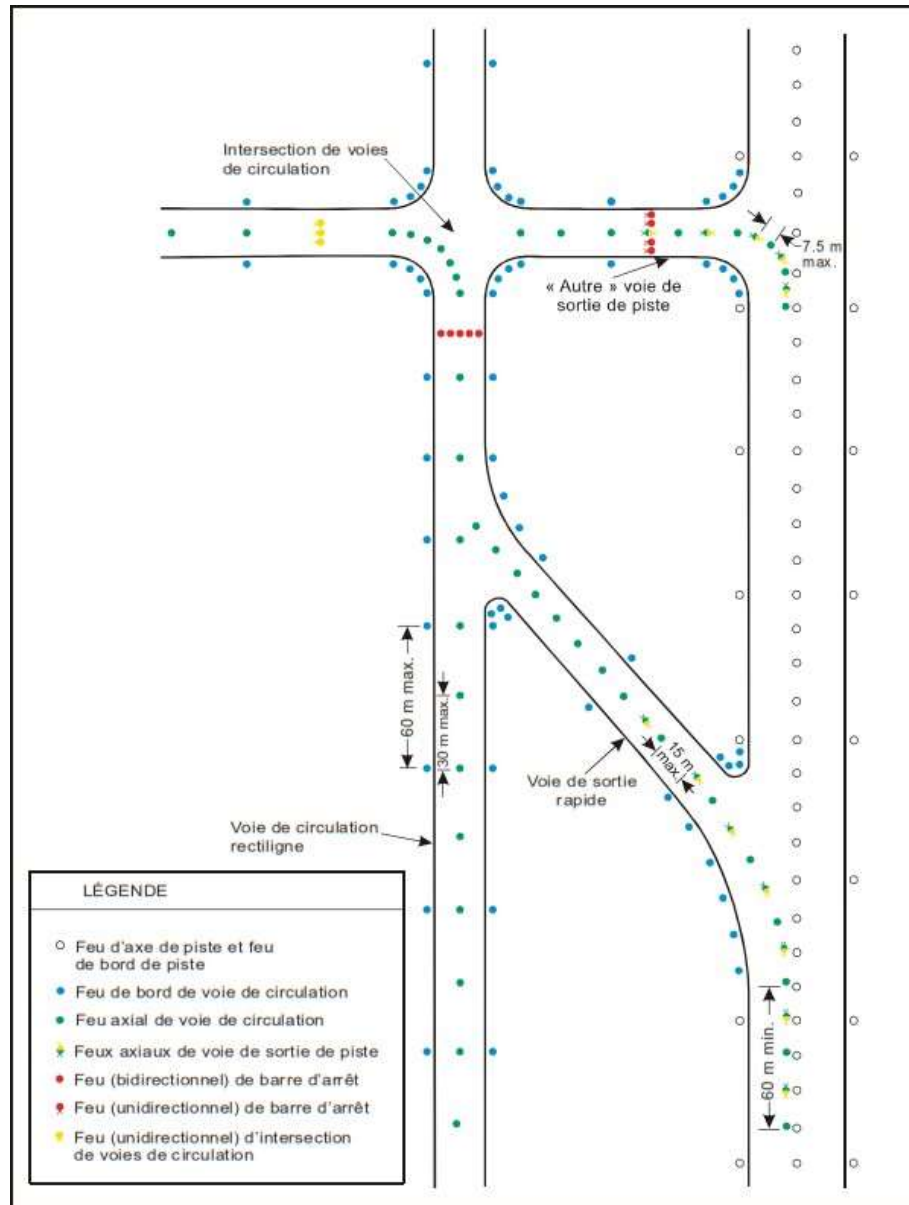 Intersection de voies
de circulation
7.5 m
max.
« Autre » voie de
sortie de piste
60 m max.
30 m max.
15 m
max.
Voie de sortie
rapide
Voie de circulation
rectiligne
60 m min.
LÉGENDE
Feu d'axe de piste et feu
de bord de piste
Feu de bord de voie de circulation
Feu axial de voie de circulation
Feux axiaux de voie de sortie de piste
Feu (bidirectionnel) de barre d'arrêt
Feu (unidirectionnel) de barre d'arrêt
Feu (unidirectionnel) d'intersection
de voies de circulation